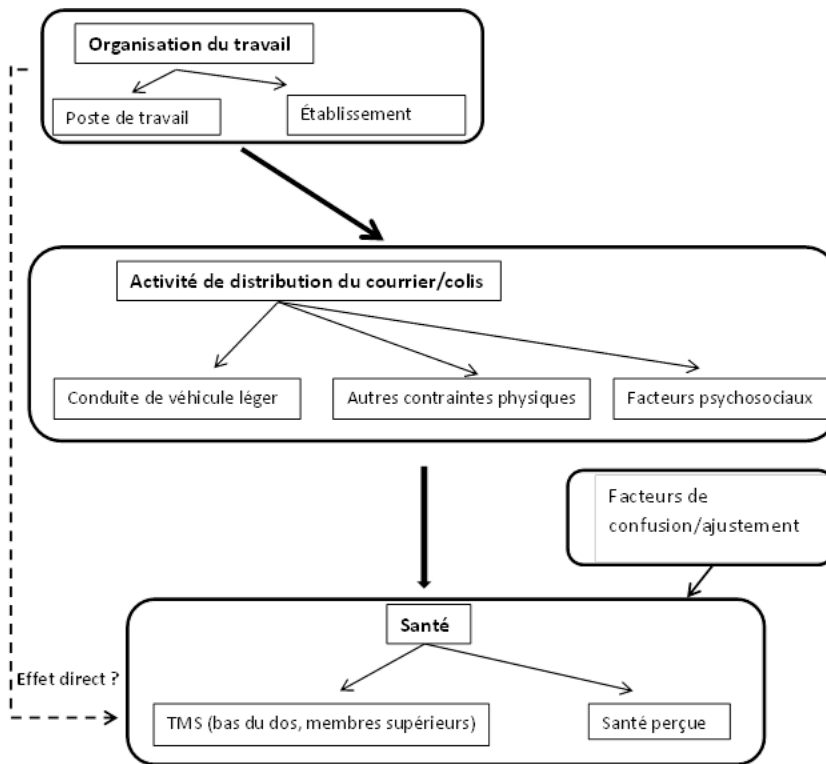 Organisation du travail
Poste de travail
Établissement
Activité de distribution du courrier/colis
Conduite de véhicule léger
Autres contraintes physiques
Facteurs psychosociaux
Facteurs de
confusion/ajustement
Santé
Effet direct ?
TMS (bas du dos, membres supérieurs)
Santé perçue